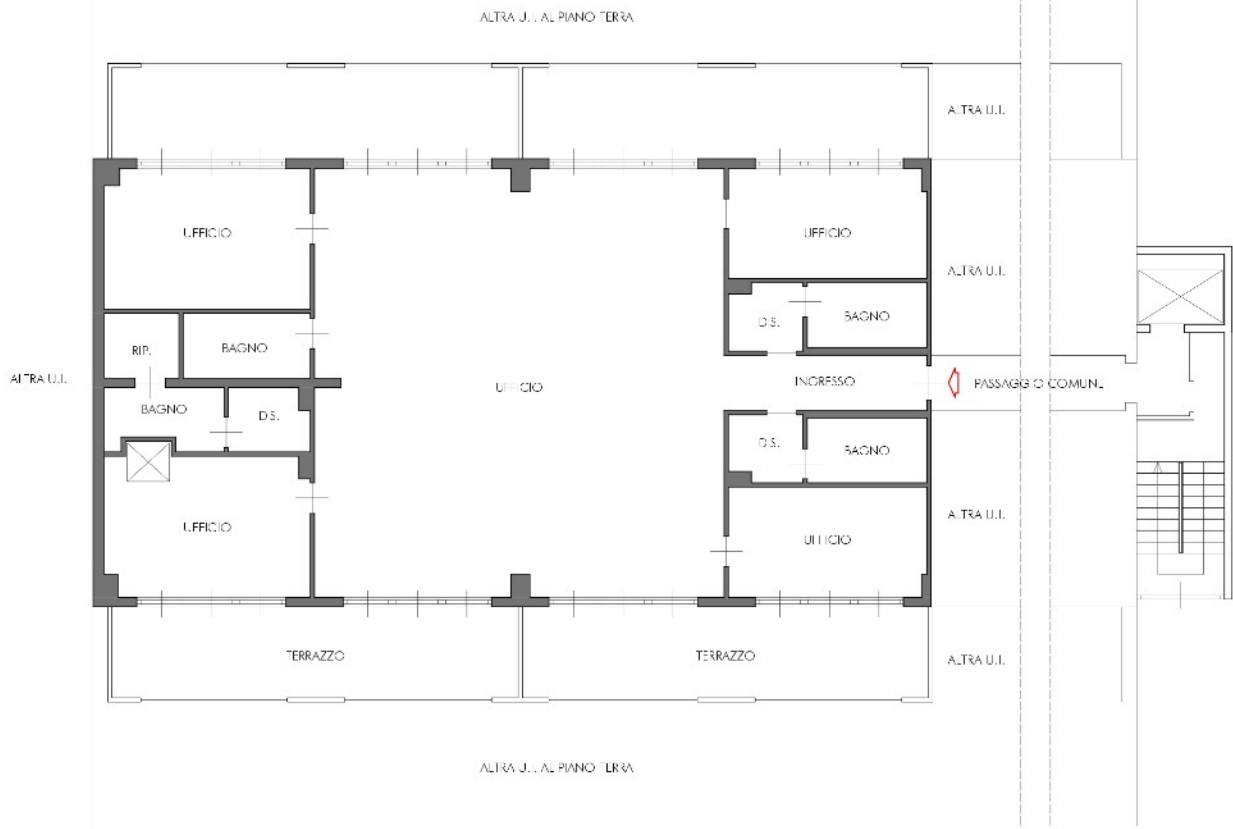 ALTRA U.I. AL PIANO TERRA
ALTRA U.I.
UFFICIO
UFFICIO
ALTRA U.I.
D.S.
BAGNO
RIP.
BAGNO
ALTRA U.I.
UFFICIO
INGRESSO
PASSAGGIO COMUNE
BAGNO
D.S.
D.S.
BAGNO
UFFICIO
ALTRA U.I.
UFFICIO
TERRAZZO
TERRAZZO
ALTRA U.I.
ALTRA U.I. AL PIANO TERRA